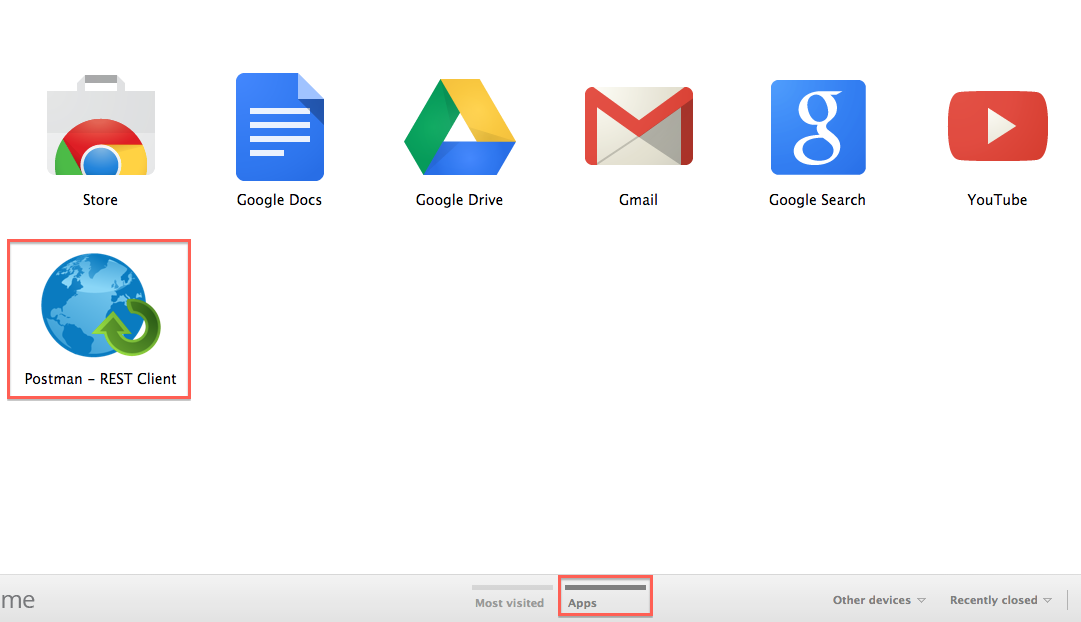 Store
Google Docs
Google Drive
Gmail
Google Search
YouTube
Postman - REST Client
me
Most visited
Apps
Other devices
Recently closed